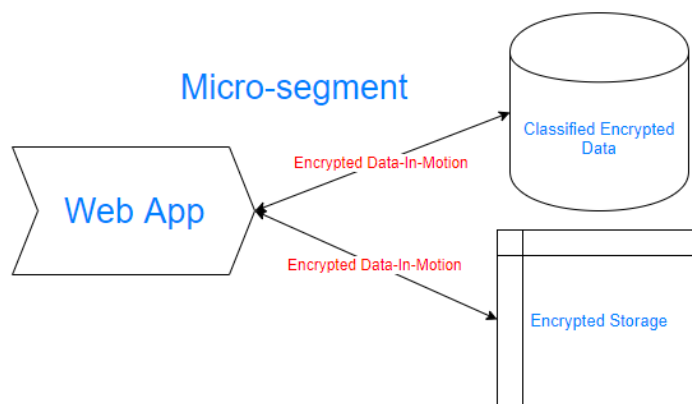 Micro-segment
Classified Encrypted
Data
Encrypted Data-In-Motion
Web App
Encrypted Data-In-Motion
Encrypted Storage